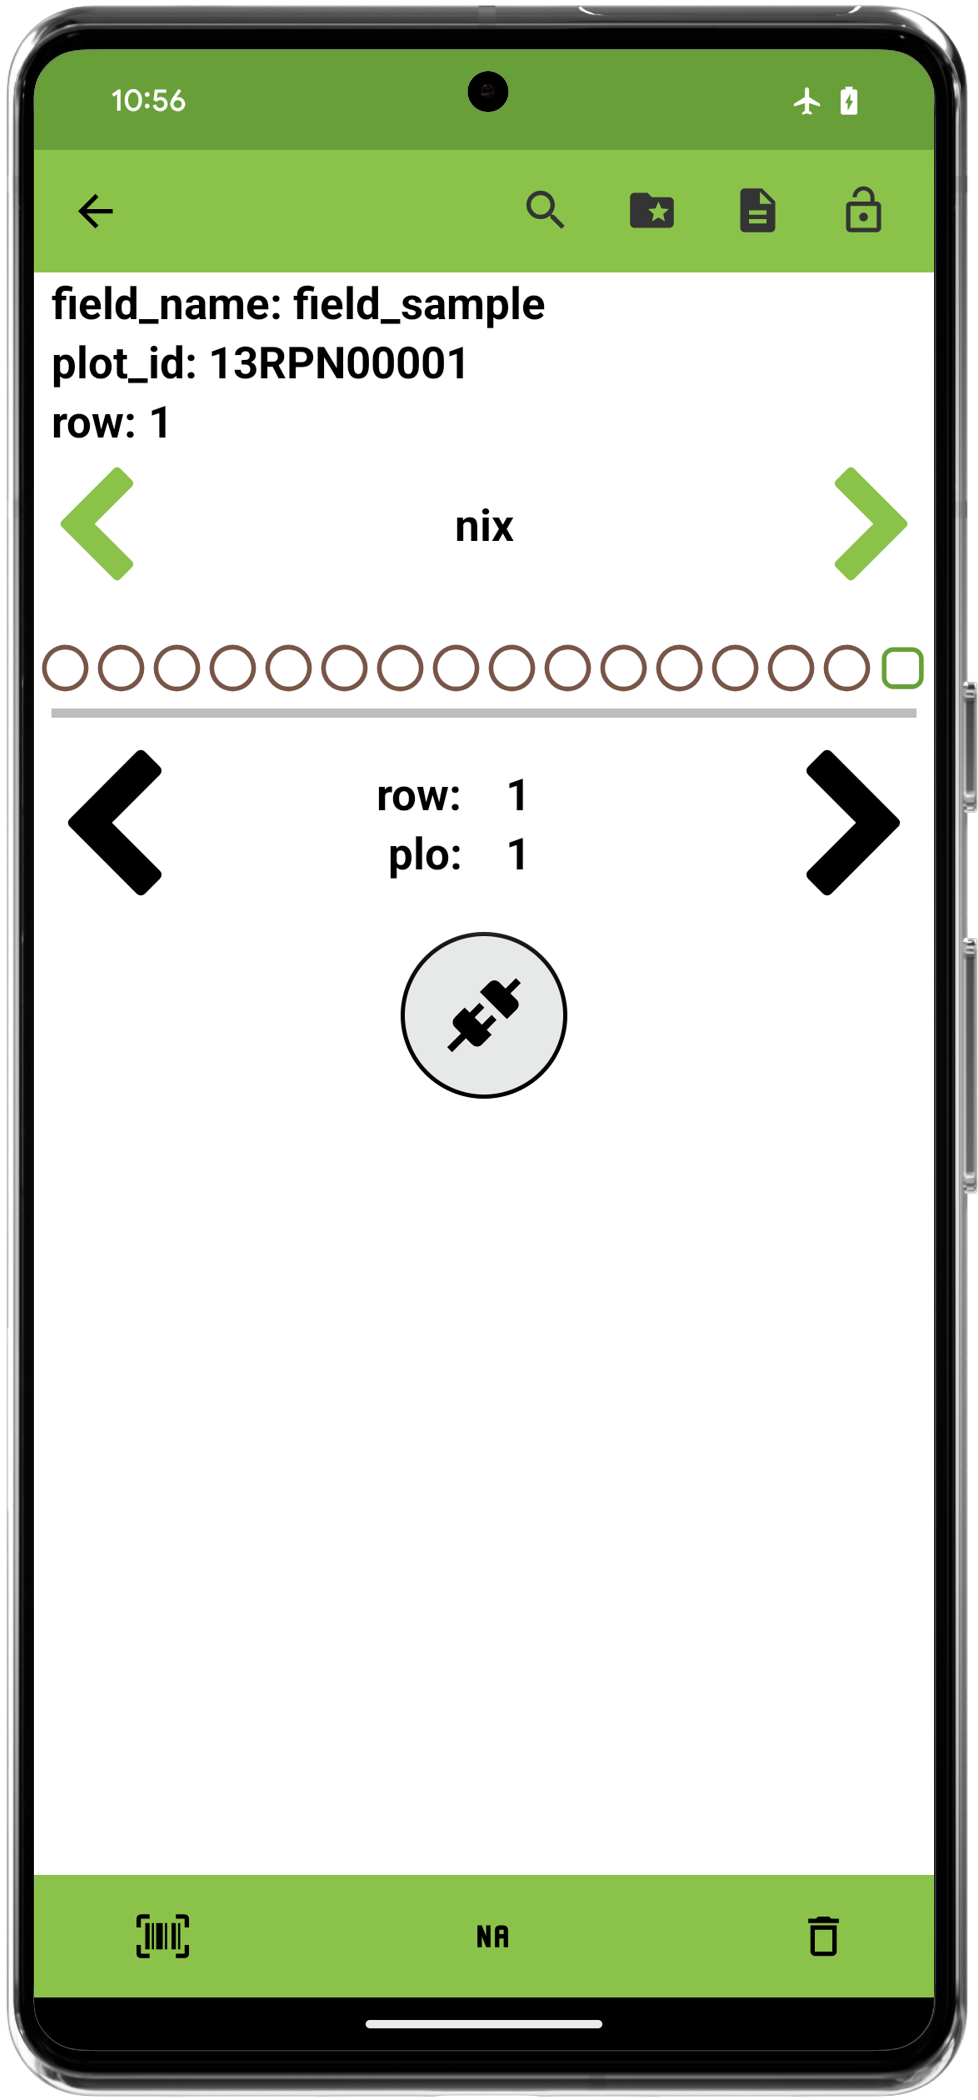 10:56
field_name: field_sample
plot_id: 13RPN00001
row: 1
nix
row: 1
plo: 1
NA